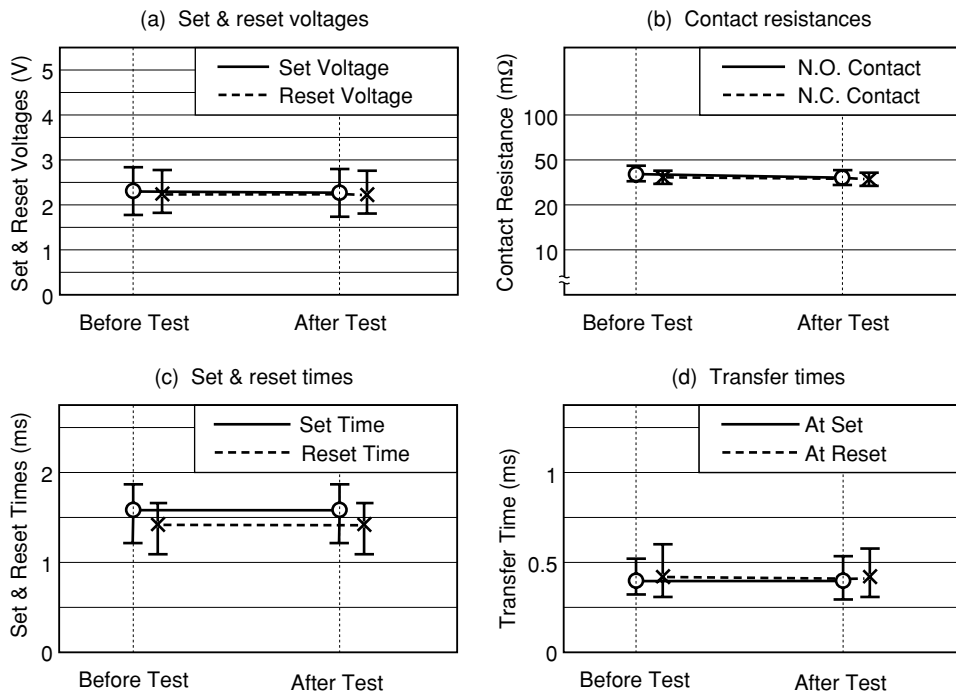 (a) Set & reset voltages
Set & Reset Voltages (V)
5
4
3
2
1
0
Set Voltage
Reset Voltage
Before Test
After Test
(b) Contact resistances
Contact Resistance (mΩ)
100
50
20
10
N.O. Contact
N.C. Contact
Before Test
After Test
(c) Set & reset times
Set & Reset Times (ms)
2
1
0
Set Time
Reset Time
Before Test
After Test
(d) Transfer times
Transfer Time (ms)
1
0.5
0
At Set
At Reset
Before Test
After Test